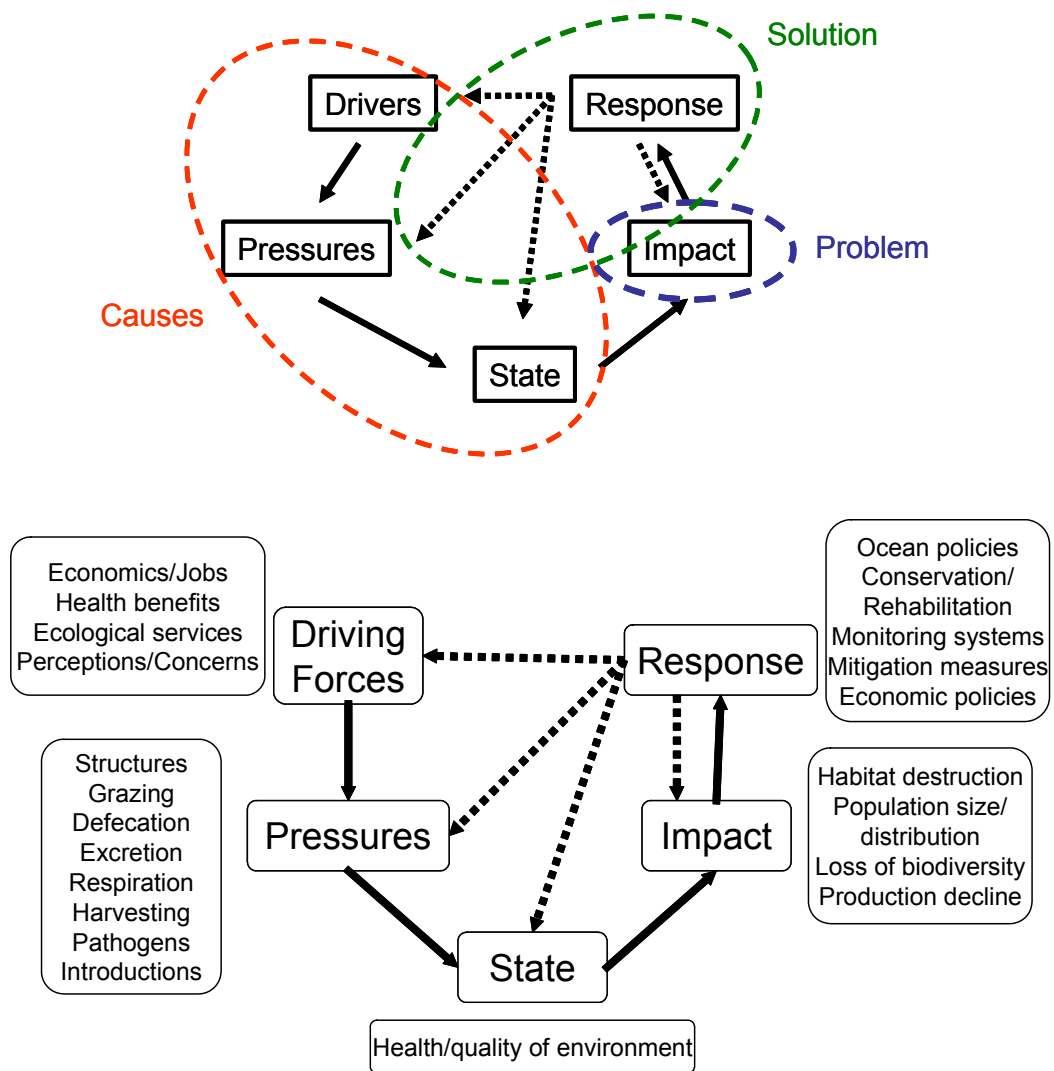 Solution
Drivers
Response
Pressures
Impact
Problem
Causes
State
Economics/Jobs
Health benefits
Ecological services
Perceptions/Concerns
Driving
Forces
Response
Ocean policies
Conservation/
Rehabilitation
Monitoring systems
Mitigation measures
Economic policies
Structures
Grazing
Defecation
Excretion
Respiration
Harvesting
Pathogens
Introductions
Pressures
Impact
Habitat destruction
Population size/
distribution
Loss of biodiversity
Production decline
State
Health/quality of environment